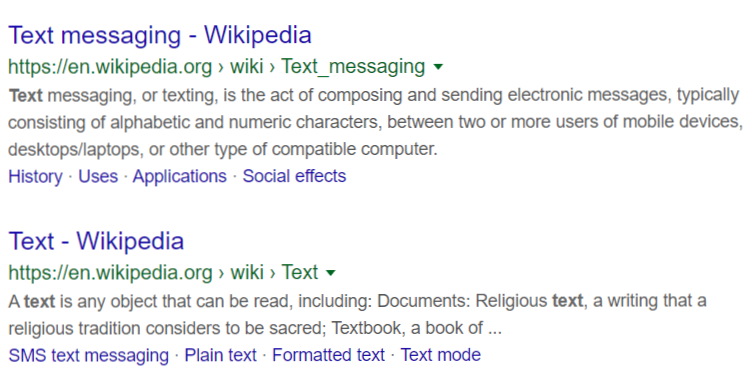 Text messaging - Wikipedia
https://en.wikipedia.org › wiki › Text_messaging
Text messaging, or texting, is the act of composing and sending electronic messages, typically
consisting of alphabetic and numeric characters, between two or more users of mobile devices,
desktops/laptops, or other type of compatible computer.
History · Uses · Applications · Social effects
Text - Wikipedia
https://en.wikipedia.org › wiki › Text
A text is any object that can be read, including: Documents: Religious text, a writing that a
religious tradition considers to be sacred; Textbook, a book of ...
SMS text messaging · Plain text · Formatted text · Text mode